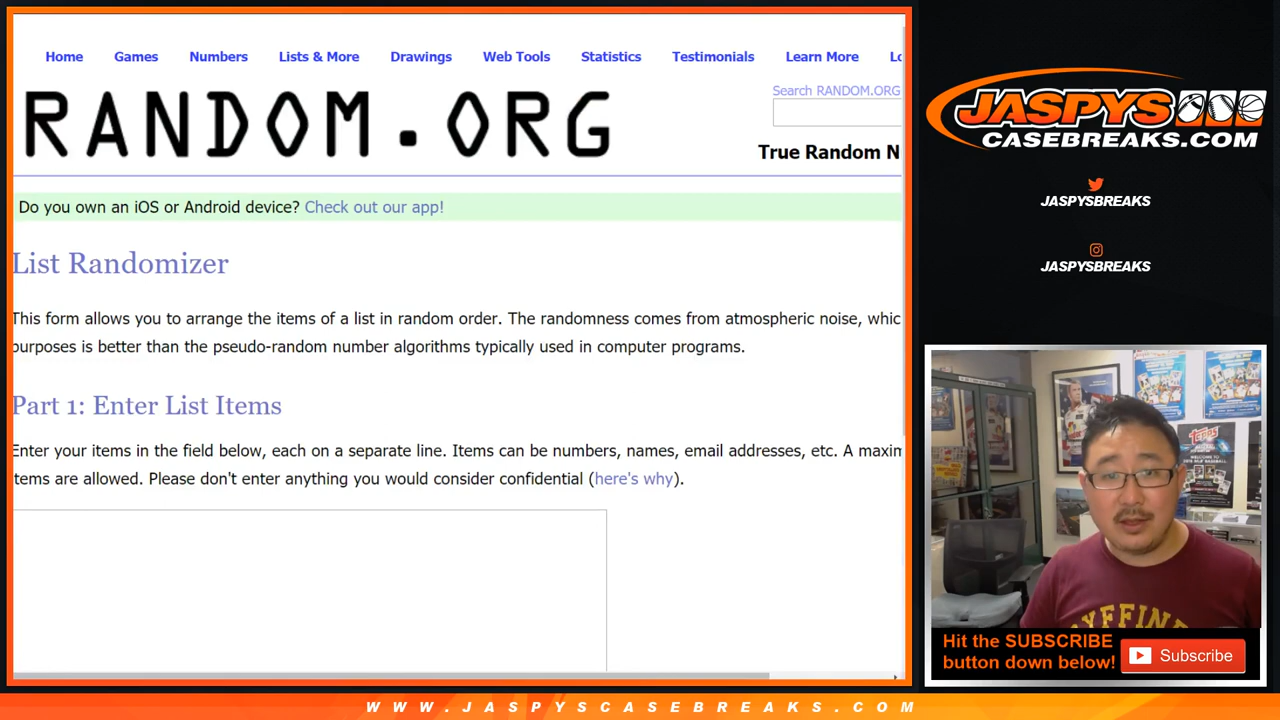 Home Games Numbers Lists & More Drawings Web Tools Statistics Testimonials Learn More Lo
RANDOM.ORG
Search RANDOM.ORG
True Random N
Do you own an iOS or Android device? Check out our app!
List Randomizer
This form allows you to arrange the items of a list in random order. The randomness comes from atmospheric noise, whic
purposes is better than the pseudo-random number algorithms typically used in computer programs.
Part 1: Enter List Items
Enter your items in the field below, each on a separate line. Items can be numbers, names, email addresses, etc. A maxim
items are allowed. Please don't enter anything you would consider confidential (here's why).
JASPYS
CASEBREAKS.COM
JASPYSBREAKS
JASPYSBREAKS
topps
YFFIN
Hit the SUBSCRIBE
button down below!
Subscribe
WWW.JASPYSCASEBREAKS.COM